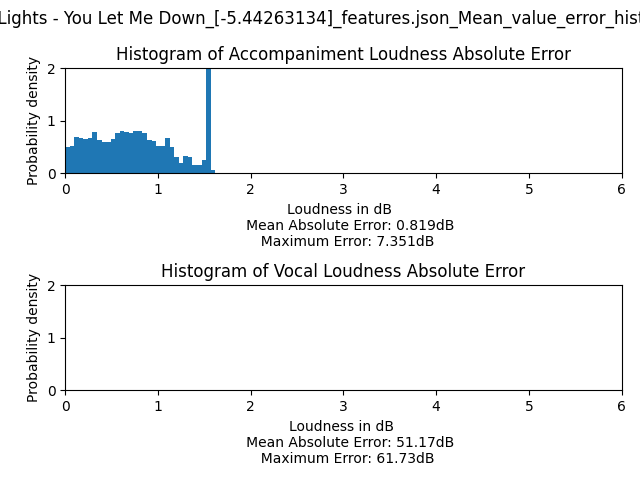 Lights - You Let Me Down_[-5.44263134]_features.json_Mean_value_error_hist
Histogram of Accompaniment Loudness Absolute Error
Probability density
2
1
0
0 1 2 3 4 5 6
Loudness in dB
Mean Absolute Error: 0.819dB
Maximum Error: 7.351dB
Histogram of Vocal Loudness Absolute Error
Probability density
2
1
0
0 1 2 3 4 5 6
Loudness in dB
Mean Absolute Error: 51.17dB
Maximum Error: 61.73dB